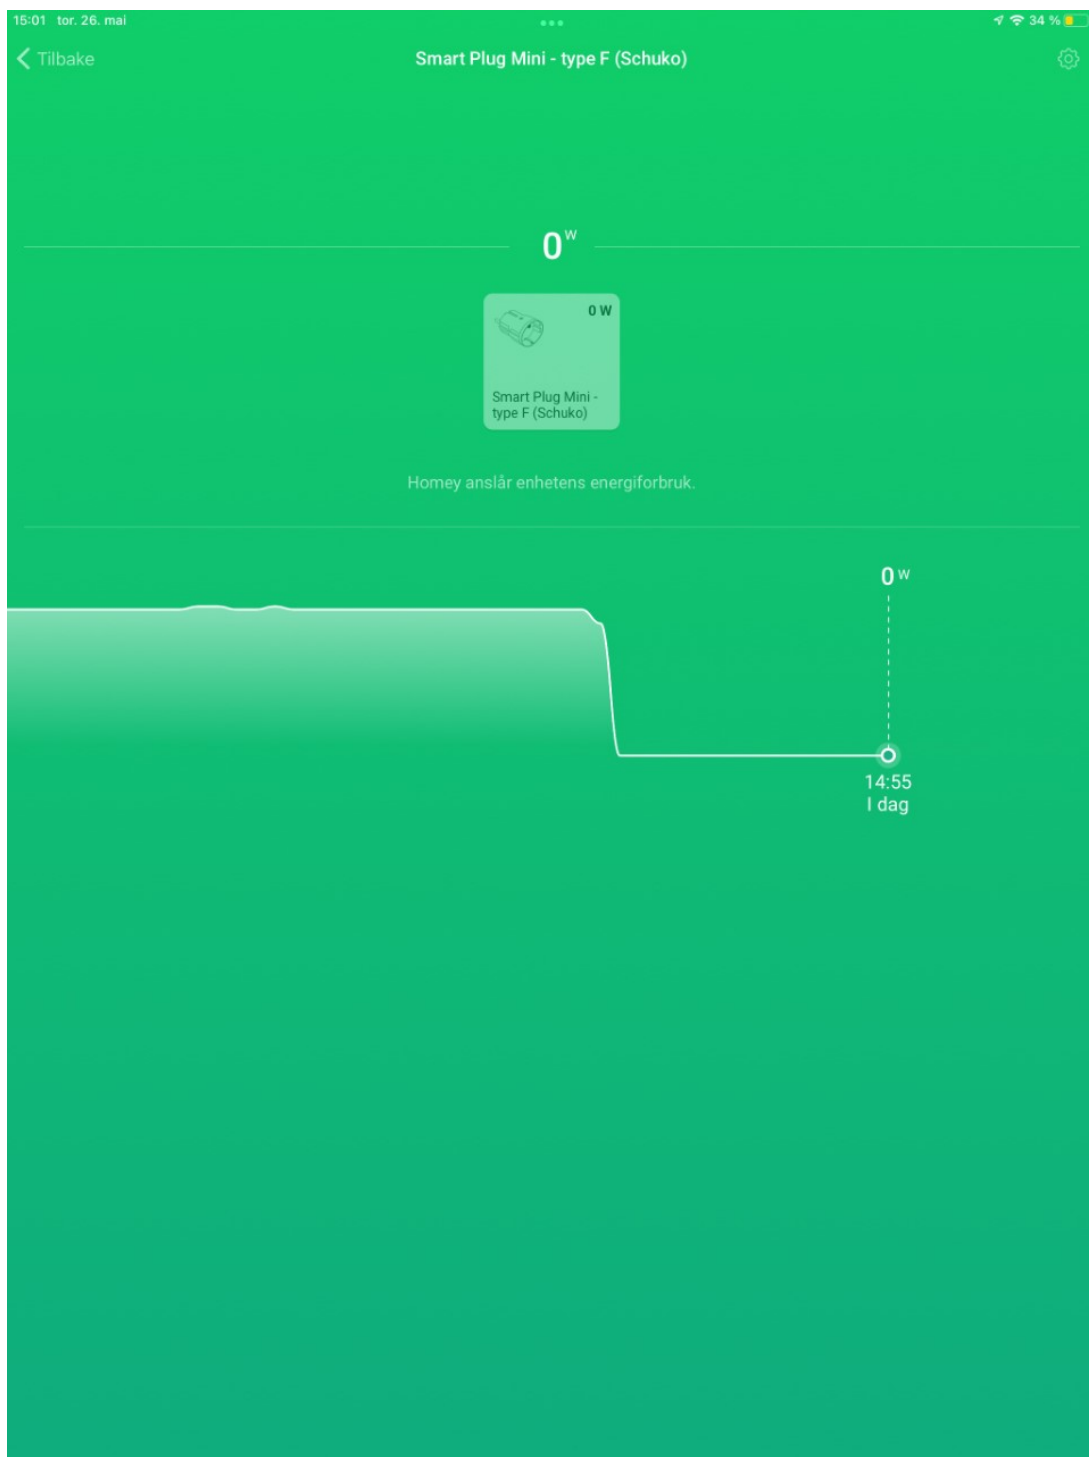 15:01 tor. 26. mai
34 %
Tilbake
Smart Plug Mini - type F (Schuko)
0 W
0 W
Smart Plug Mini -
type F (Schuko)
Homey anslår enhetens energiforbruk.
0 W
14:55
I dag